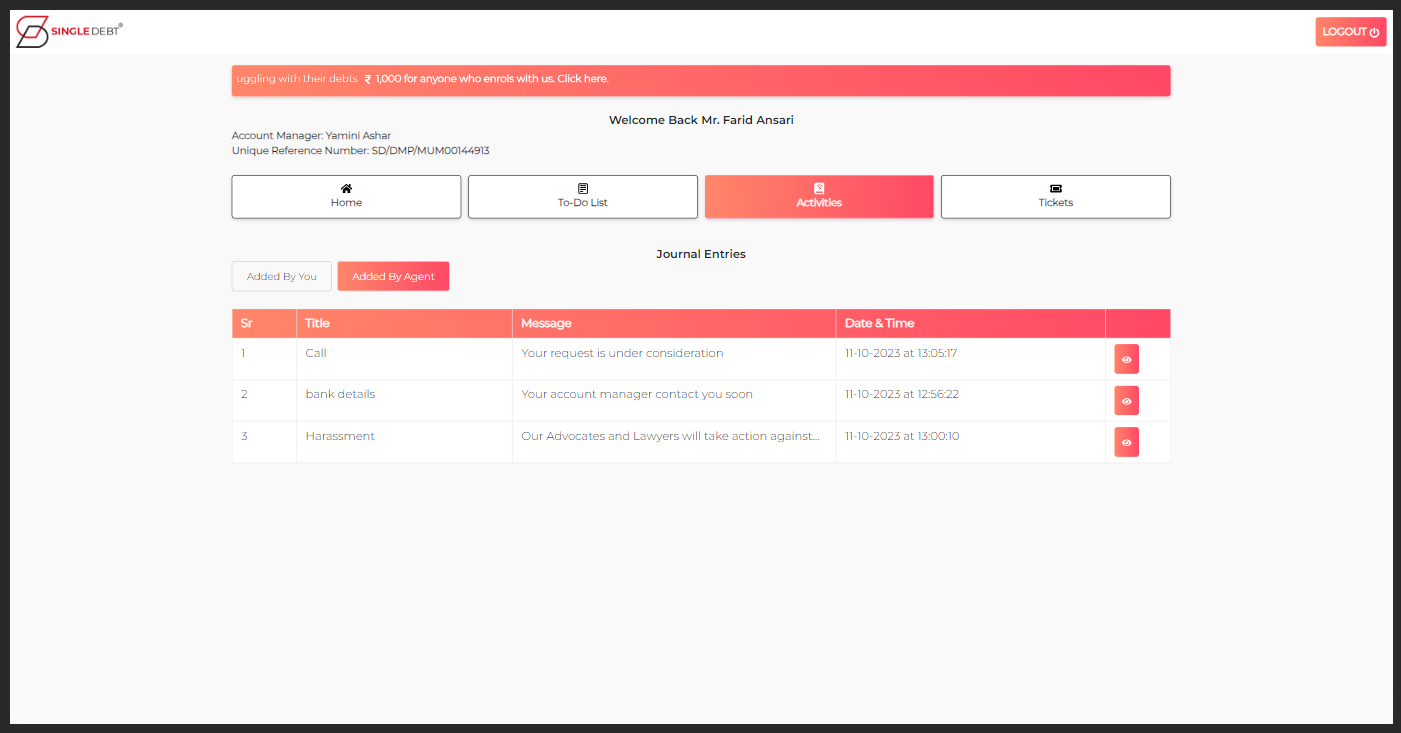 SINGLE DEBT®
LOGOUT
uggling with their debts ₹ 1,000 for anyone who enrols with us. Click here.
Welcome Back Mr. Farid Ansari
Account Manager: Yamini Ashar
Unique Reference Number: SD/DMP/MUM00144913
Home To-Do List Activities Tickets
Journal Entries
Added By You Added By Agent
Sr Title Message Date & Time
1 Call Your request is under consideration 11-10-2023 at 13:05:17
2 bank details Your account manager contact you soon 11-10-2023 at 12:56:22
3 Harassment Our Advocates and Lawyers will take action against... 11-10-2023 at 13:00:10